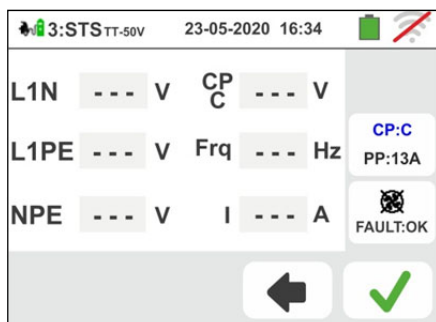 3:STS TT-50V 23-05-2020 16:34
L1N --- V CP C --- V
L1PE --- V Frq --- Hz
NPE --- V I --- A
CP:C
PP:13A
FAULT:OK